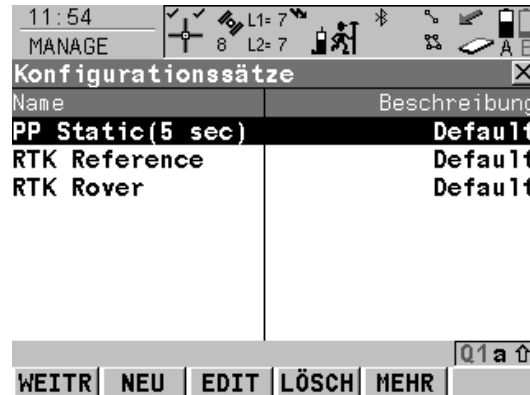 11:54
MANAGE
L1= 7
8 L2= 7
A B
Konfigurationssätze
Name Beschreibung
PP Static(5 sec) Default
RTK Reference Default
RTK Rover Default
Q1 a
WEITR NEU EDIT LÖSCH MEHR